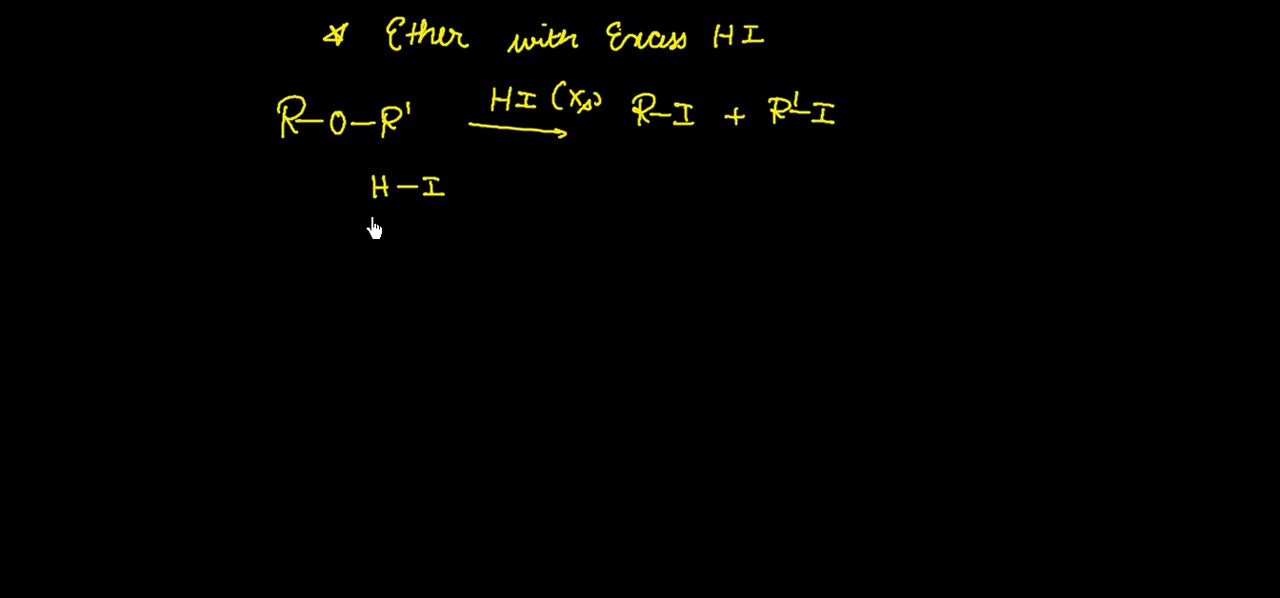 * Ether with Excess HI
R-O-R' HI (xs) R-I + R'-I
H-I